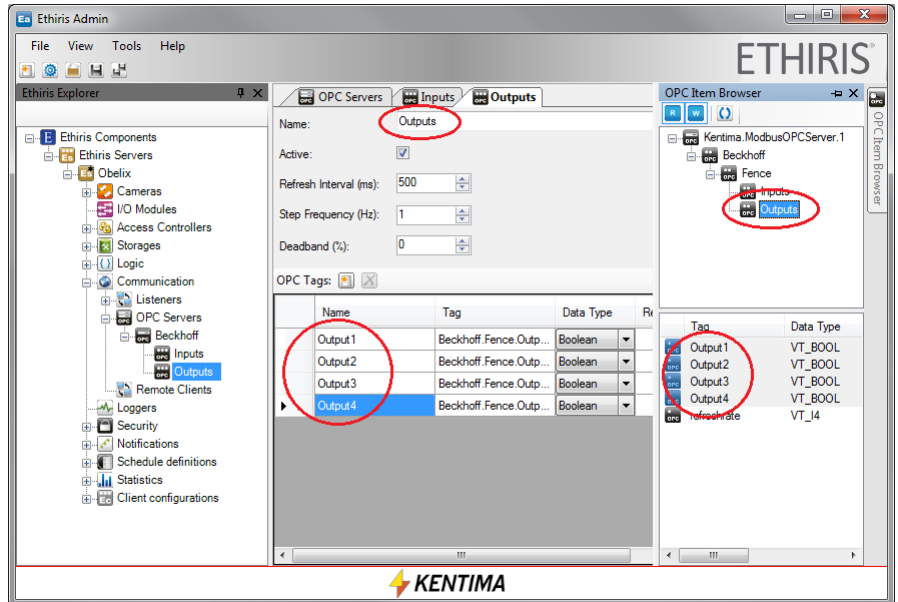 Ea Ethiris Admin
File View Tools Help
ETHIRIS
Ethiris Explorer
E Ethiris Components
Ethiris Servers
Obelix
Cameras
I/O Modules
Access Controllers
Storages
Logic
Communication
Listeners
OPC Servers
Beckhoff
Inputs
Outputs
Remote Clients
Loggers
Security
Notifications
Schedule definitions
Statistics
Client configurations
OPC Servers Inputs Outputs
Name: Outputs
Active:
Refresh Interval (ms): 500
Step Frequency (Hz): 1
Deadband (%): 0
OPC Tags:
Name Tag Data Type Re
Output1 Beckhoff.Fence.Outp... Boolean
Output2 Beckhoff.Fence.Outp... Boolean
Output3 Beckhoff.Fence.Outp... Boolean
Output4 Beckhoff.Fence.Outp... Boolean
OPC Item Browser
R W
Kentima.ModbusOPCServer.1
Beckhoff
Fence
Inputs
Outputs
Tag Data Type
Output1 VT_BOOL
Output2 VT_BOOL
Output3 VT_BOOL
Output4 VT_BOOL
refreshrate VT_I4
OPC Item Browser
KENTIMA